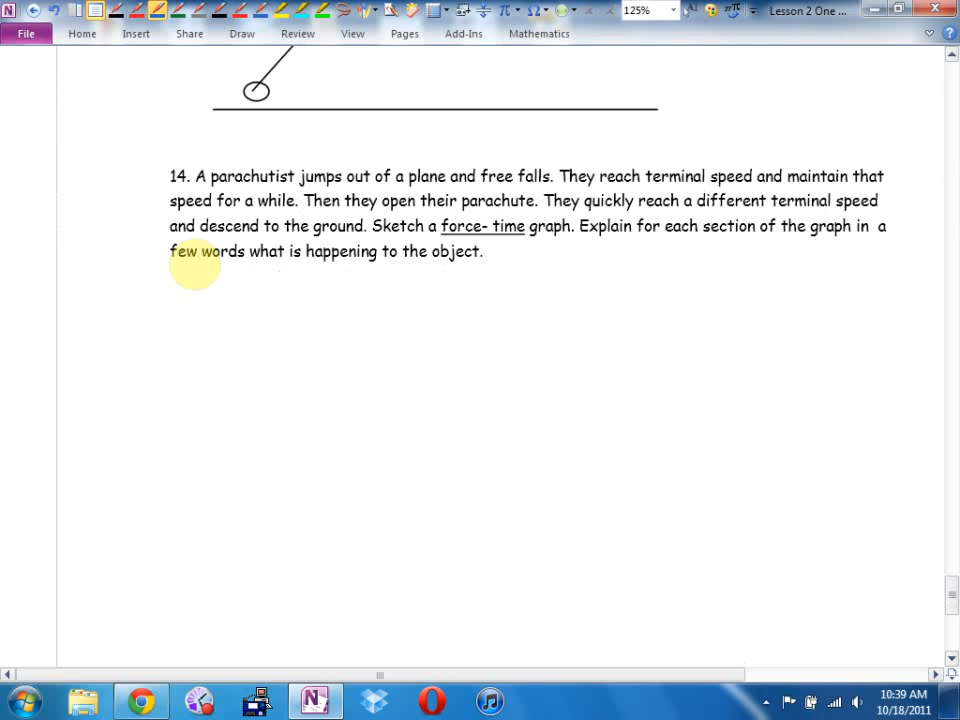 125%
Lesson 2 One ...
File Home Insert Share Draw Review View Pages Add-Ins Mathematics
14. A parachutist jumps out of a plane and free falls. They reach terminal speed and maintain that
speed for a while. Then they open their parachute. They quickly reach a different terminal speed
and descend to the ground. Sketch a force- time graph. Explain for each section of the graph in a
few words what is happening to the object.
10:39 AM
10/18/2011